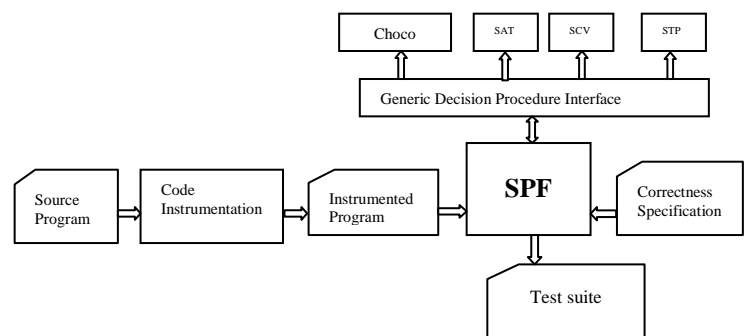 Choco
SAT
SCV
STP
Generic Decision Procedure Interface
Source
Program
Code
Instrumentation
Instrumented
Program
SPF
Correctness
Specification
Test suite